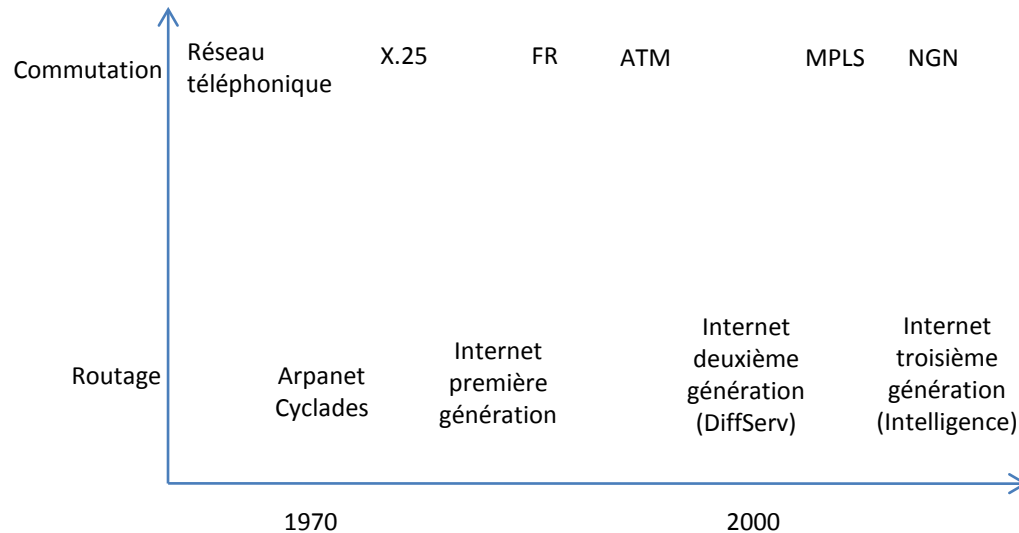 Commutation
Réseau
téléphonique
X.25
FR
ATM
MPLS
NGN
Routage
Arpanet
Cyclades
Internet
première
génération
Internet
deuxième
génération
(DiffServ)
Internet
troisième
génération
(Intelligence)
1970
2000